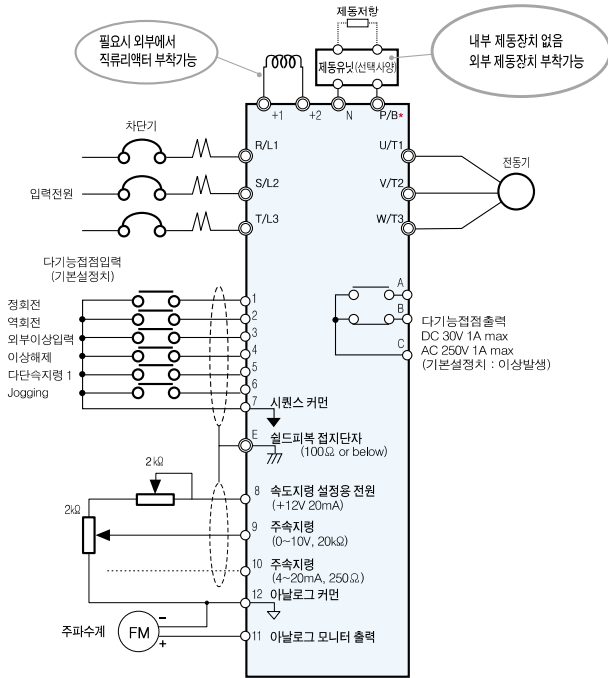 제동저항
필요시 외부에서
직류리액터 부착가능
제동유닛(선택사양)
내부 제동장치 없음
외부 제동장치 부착가능
+1
+2
N
P/B*
차단기
R/L1
U/T1
전동기
입력전원
S/L2
V/T2
T/L3
W/T3
다기능접점입력
(기본설정치)
A
B
C
다기능접점출력
DC 30V 1A max
AC 250V 1A max
(기본설정치 : 이상발생)
정회전
1
역회전
2
외부이상입력
3
이상해제
4
다단속지령 1
5
Jogging
6
7 시퀀스 커먼
E 쉴드피복 접지단자
(100Ω or below)
2kΩ
8 속도지령 설정용 전원
(+12V 20mA)
2kΩ
9 주속지령
(0~10V, 20kΩ)
10 주속지령
(4~20mA, 250Ω)
12 아날로그 커먼
주파수계
FM
−
+
11 아날로그 모니터 출력